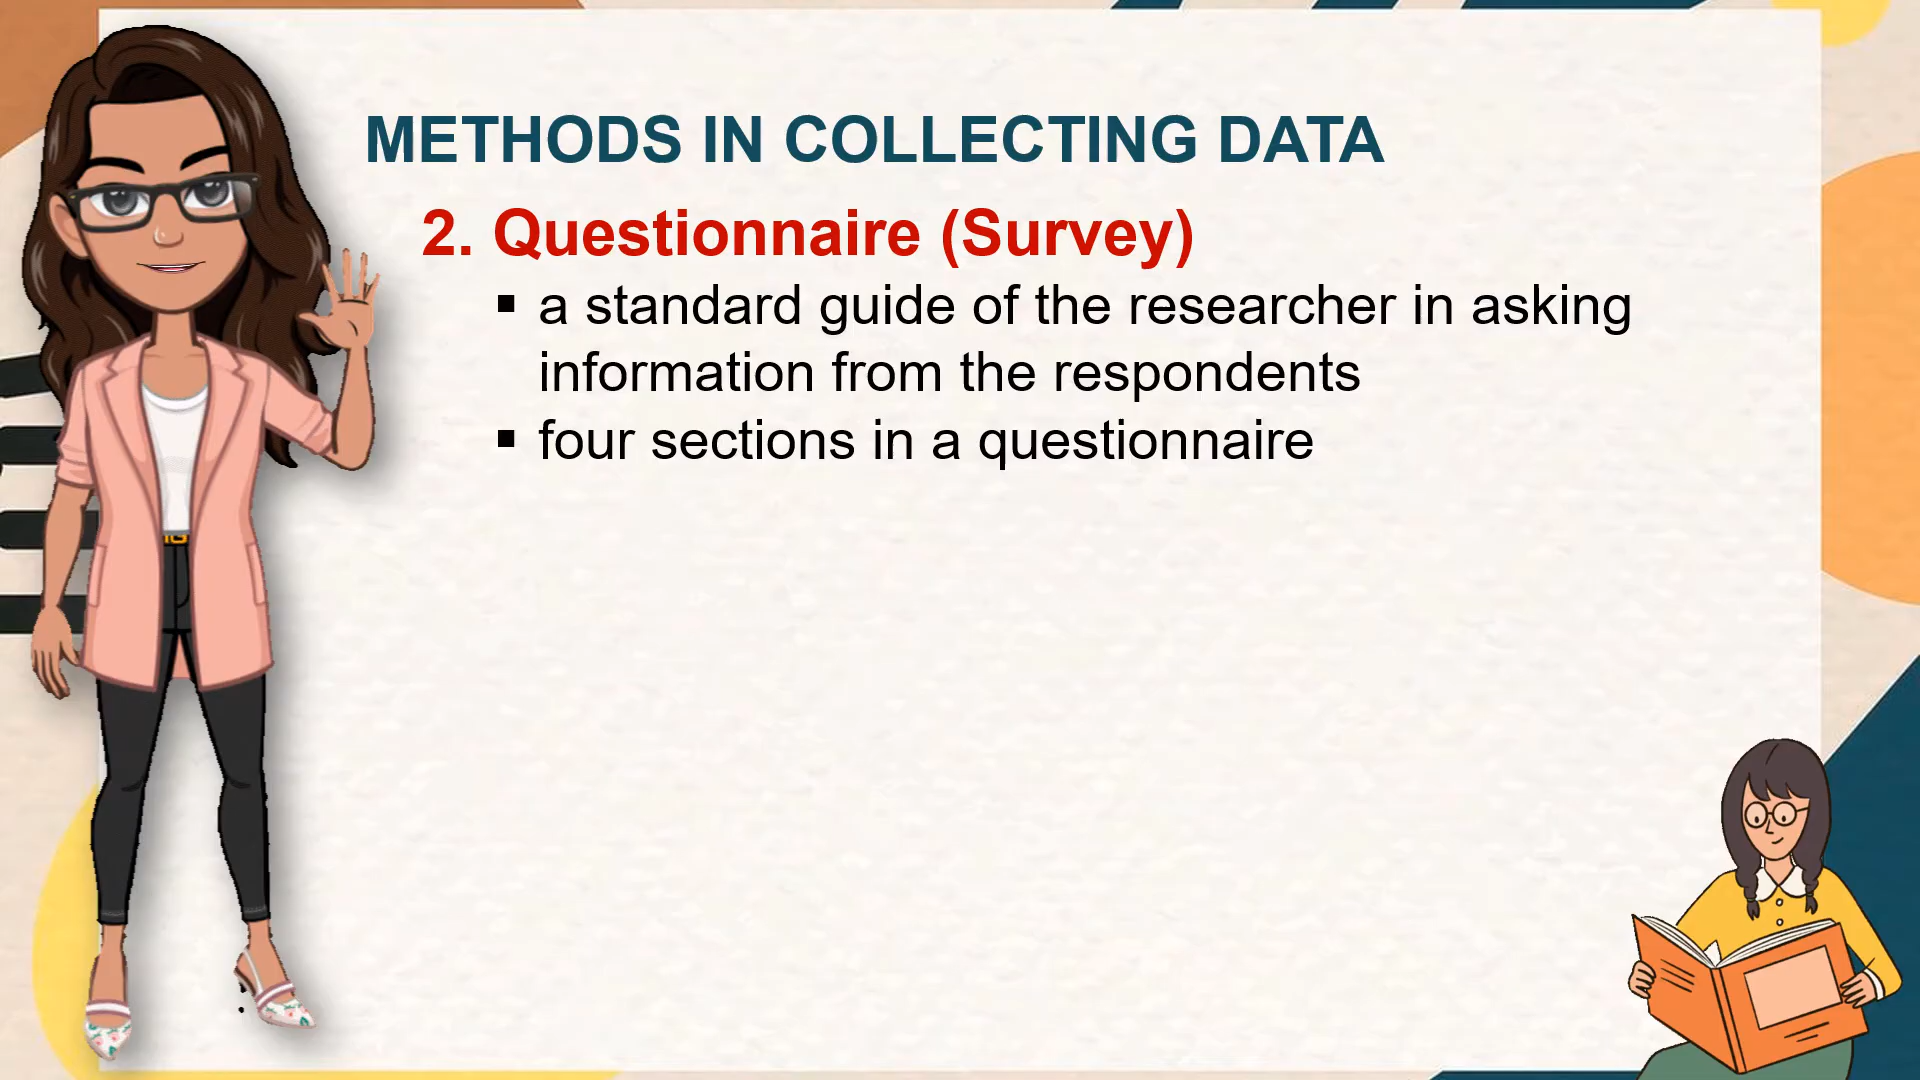 METHODS IN COLLECTING DATA
2. Questionnaire (Survey)
▪ a standard guide of the researcher in asking
information from the respondents
▪ four sections in a questionnaire